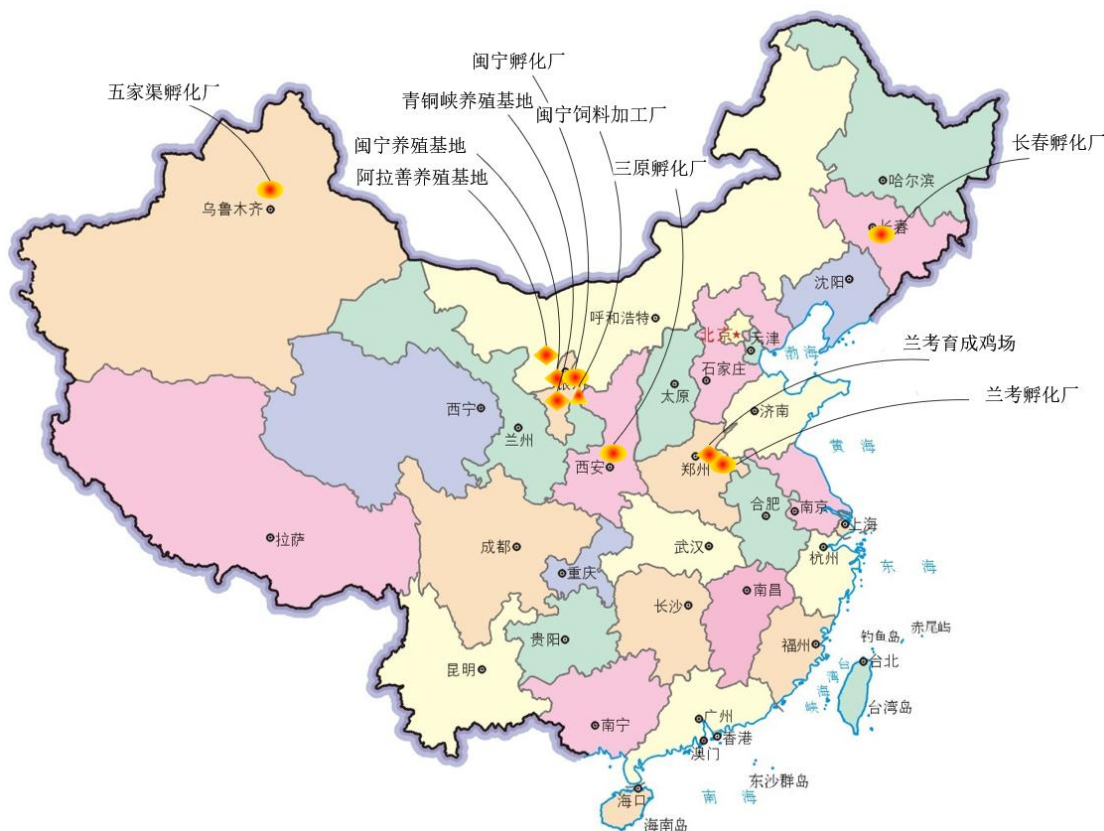 闽宁孵化厂
五家渠孵化厂
青铜峡养殖基地
闽宁饲料加工厂
闽宁养殖基地
三原孵化厂
长春孵化厂
阿拉善养殖基地
哈尔滨
乌鲁木齐
长春
沈阳
呼和浩特
北京
天津
渤海
兰考育成鸡场
石家庄
太原
银川
兰考孵化厂
西宁
济南
兰州
黄海
郑州
西安
合肥
南京
上海
拉萨
成都
武汉
杭州
东海
重庆
南昌
长沙
赤尾屿
钓鱼岛
贵阳
福州
台北
昆明
台湾海峡
台湾岛
广州
南宁
香港
澳门
东沙群岛
海口
南海
海南岛